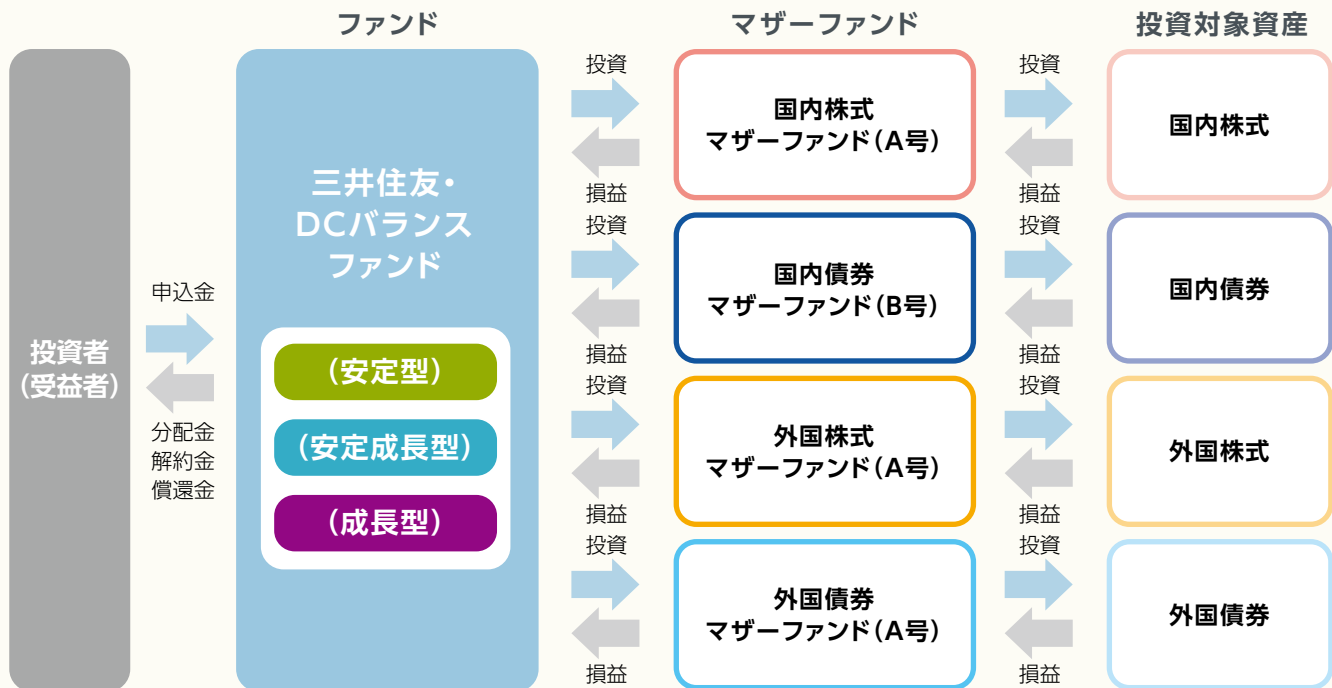 ファンド
マザーファンド
投資対象資産
投資者
(受益者)
申込金
分配金
解約金
償還金
三井住友・
DCバランス
ファンド
(安定型)
(安定成長型)
(成長型)
投資
損益
投資
損益
投資
損益
投資
損益
国内株式
マザーファンド(A号)
国内債券
マザーファンド(B号)
外国株式
マザーファンド(A号)
外国債券
マザーファンド(A号)
投資
損益
投資
損益
投資
損益
投資
損益
国内株式
国内債券
外国株式
外国債券